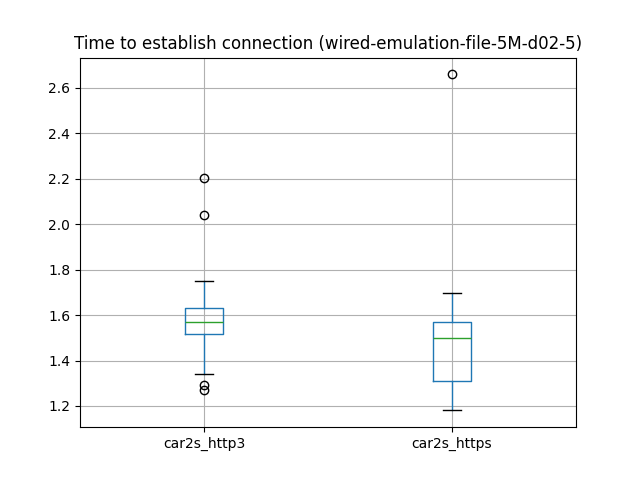 Time to establish connection (wired-emulation-file-5M-d02-5)
2.6
2.4
2.2
2.0
1.8
1.6
1.4
1.2
car2s_http3
car2s_https